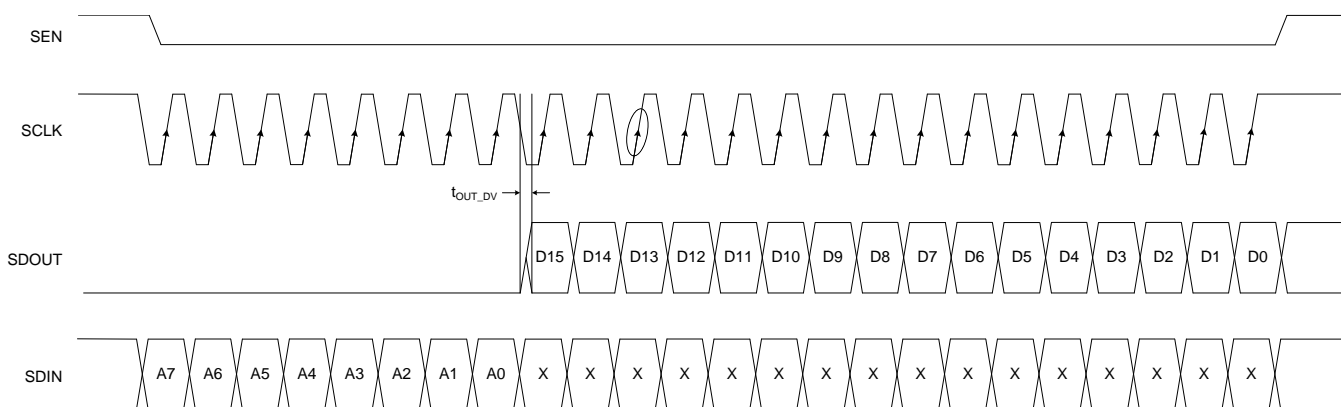 SEN
SCLK
tOUT_DV
SDOUT D15 D14 D13 D12 D11 D10 D9 D8 D7 D6 D5 D4 D3 D2 D1 D0
SDIN A7 A6 A5 A4 A3 A2 A1 A0 X X X X X X X X X X X X X X X X